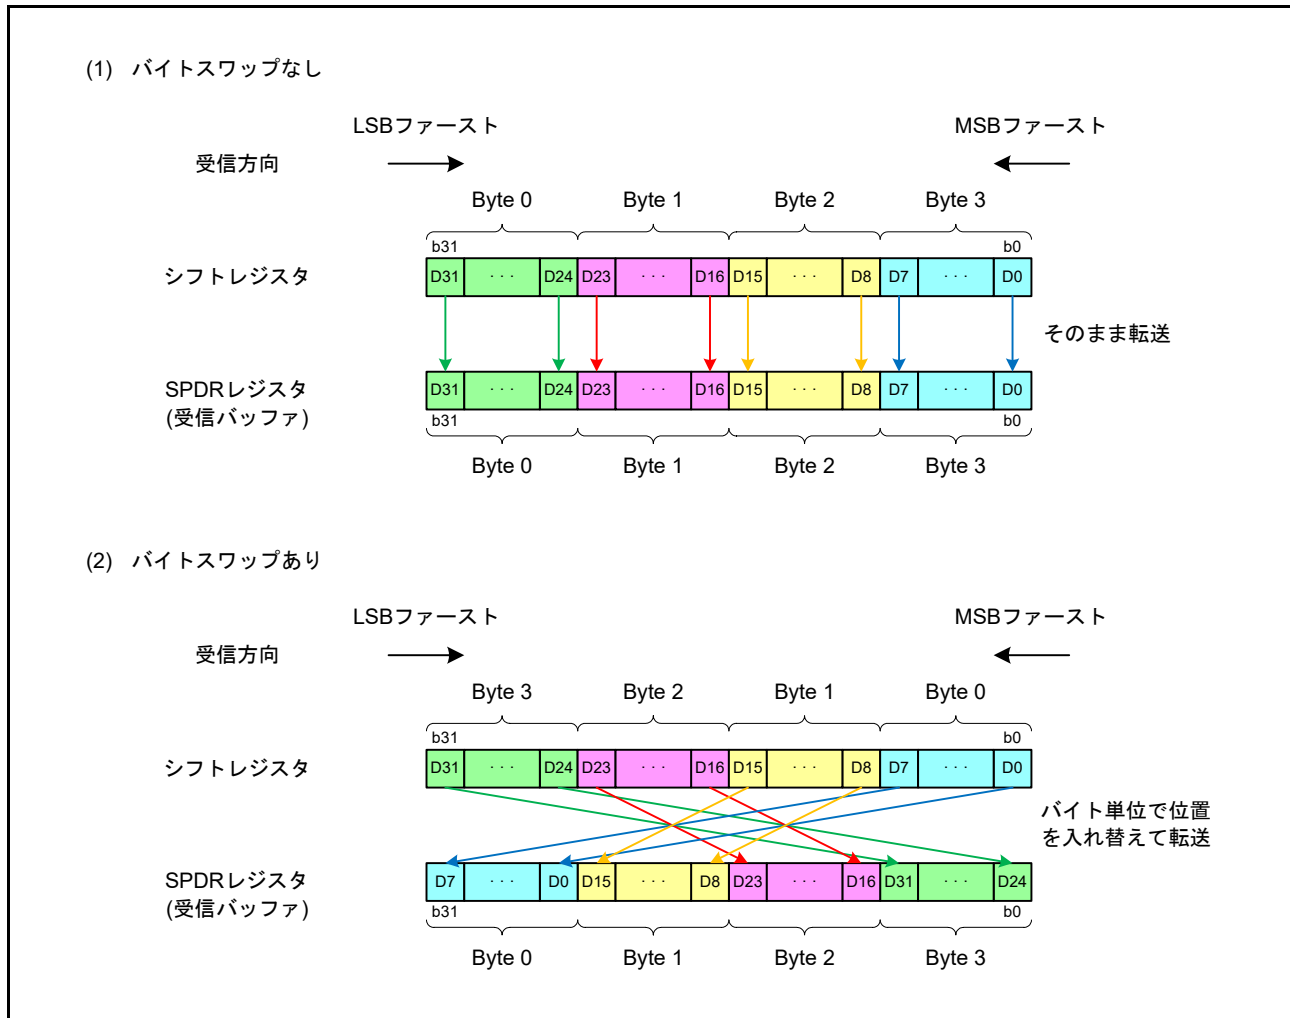 (1) バイトスワップなし
LSBファースト MSBファースト
受信方向
Byte 0 Byte 1 Byte 2 Byte 3
b31 b0
シフトレジスタ D31 ··· D24 D23 ··· D16 D15 ··· D8 D7 ··· D0
そのまま転送
SPDRレジスタ D31 ··· D24 D23 ··· D16 D15 ··· D8 D7 ··· D0
(受信バッファ) b31 b0
Byte 0 Byte 1 Byte 2 Byte 3
(2) バイトスワップあり
LSBファースト MSBファースト
受信方向
Byte 3 Byte 2 Byte 1 Byte 0
b31 b0
シフトレジスタ D31 ··· D24 D23 ··· D16 D15 ··· D8 D7 ··· D0
バイト単位で位置
を入れ替えて転送
SPDRレジスタ D7 ··· D0 D15 ··· D8 D23 ··· D16 D31 ··· D24
(受信バッファ) b31 b0
Byte 0 Byte 1 Byte 2 Byte 3